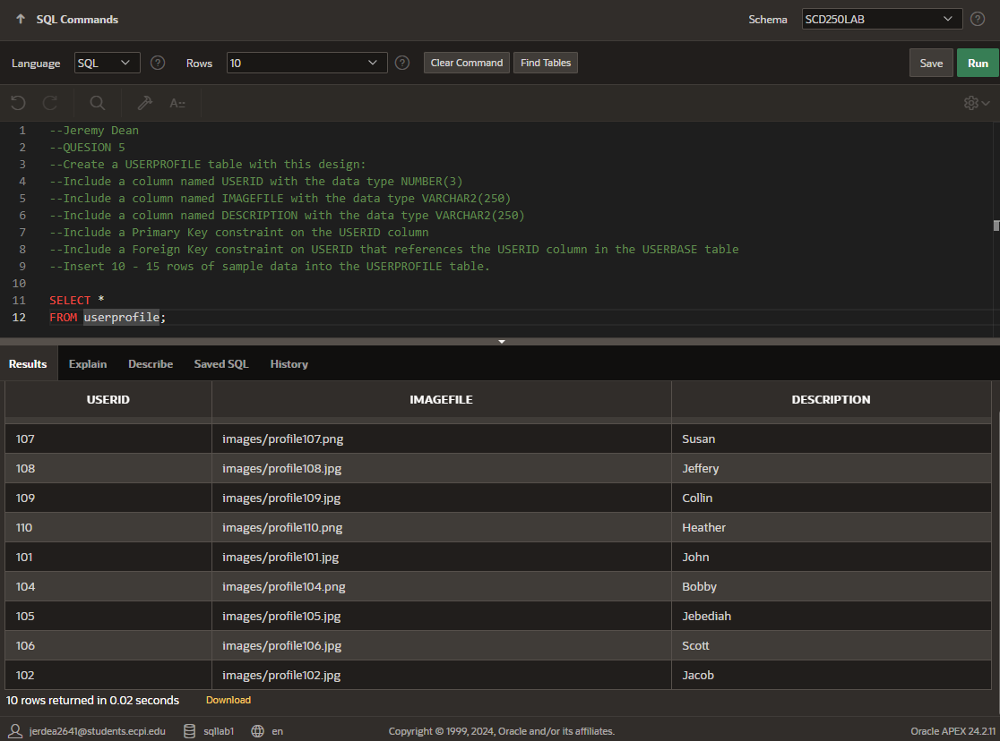 SQL Commands Schema SCD250LAB ?
Language SQL ? Rows 10 ? Clear Command Find Tables Save Run
A::
1 --Jeremy Dean
2 --QUESION 5
3 --Create a USERPROFILE table with this design:
4 --Include a column named USERID with the data type NUMBER(3)
5 --Include a column named IMAGEFILE with the data type VARCHAR2(250)
6 --Include a column named DESCRIPTION with the data type VARCHAR2(250)
7 --Include a Primary Key constraint on the USERID column
8 --Include a Foreign Key constraint on USERID that references the USERID column in the USERBASE table
9 --Insert 10 - 15 rows of sample data into the USERPROFILE table.
10
11 SELECT *
12 FROM userprofile;
Results Explain Describe Saved SQL History
USERID IMAGEFILE DESCRIPTION
107 images/profile107.png Susan
108 images/profile108.jpg Jeffery
109 images/profile109.jpg Collin
110 images/profile110.png Heather
101 images/profile101.jpg John
104 images/profile104.png Bobby
105 images/profile105.jpg Jebediah
106 images/profile106.jpg Scott
102 images/profile102.jpg Jacob
10 rows returned in 0.02 seconds Download
jerdea2641@students.ecpi.edu sqllab1 en Copyright © 1999, 2024, Oracle and/or its affiliates. Oracle APEX 24.2.11